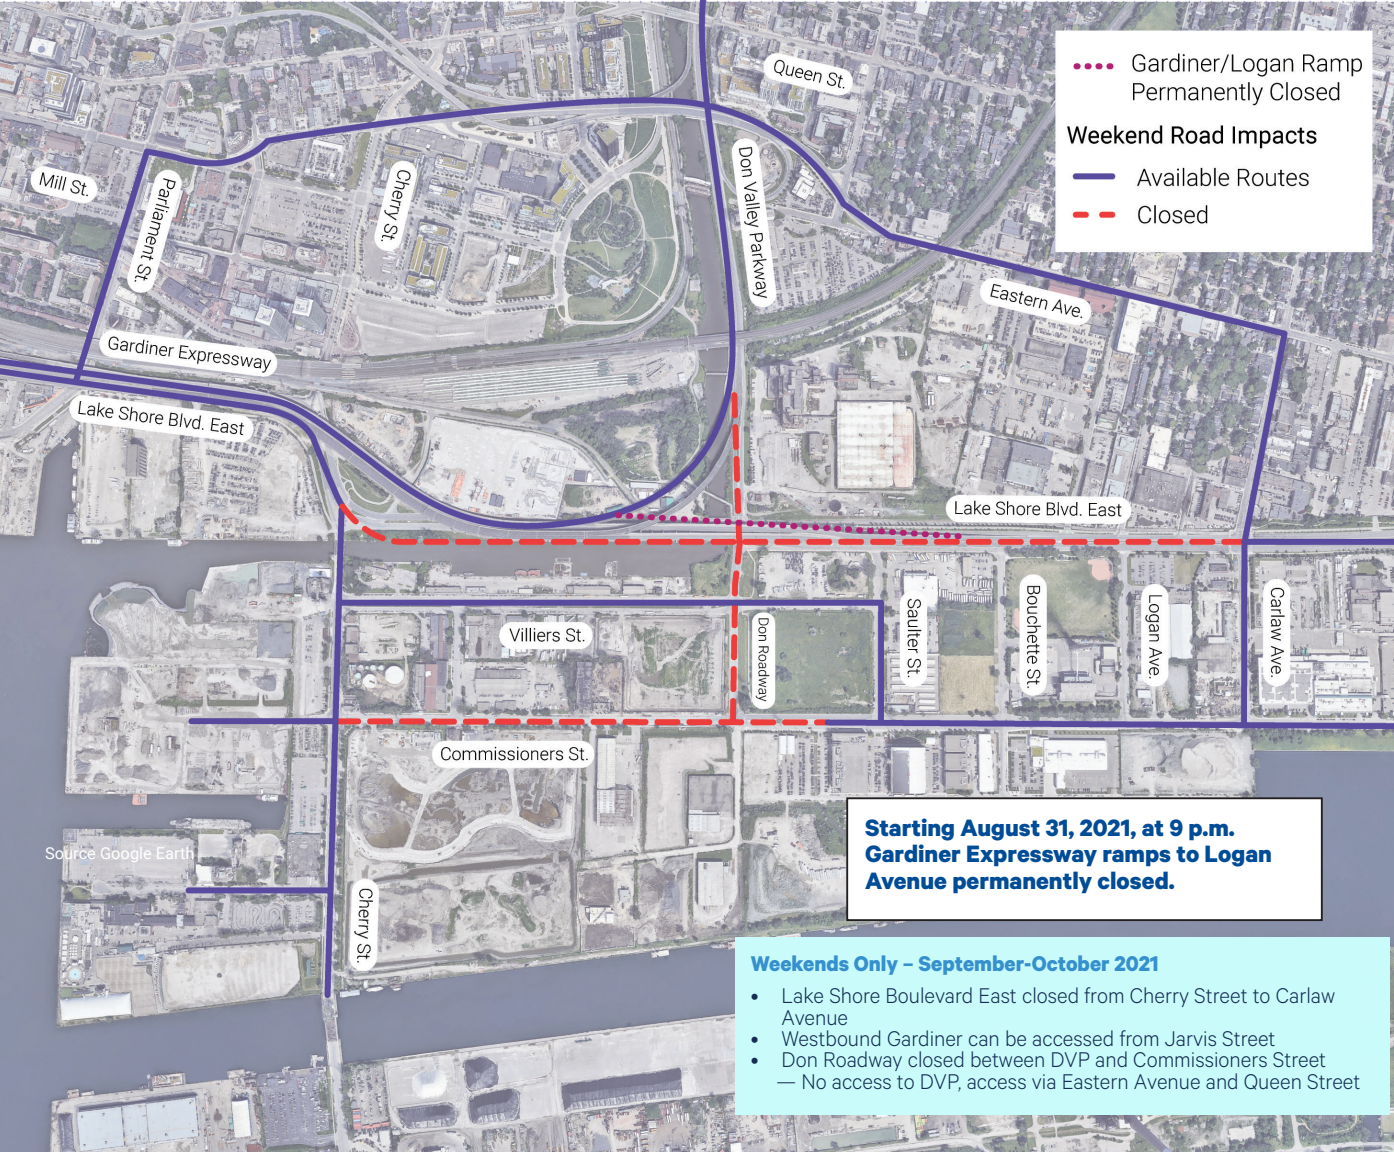 Queen St.
Gardiner/Logan Ramp
Permanently Closed
Weekend Road Impacts
Available Routes
Closed
Mill St.
Parliament St.
Cherry St.
Don Valley Parkway
Eastern Ave.
Gardiner Expressway
Lake Shore Blvd. East
Lake Shore Blvd. East
Villiers St.
Don Roadway
Saulter St.
Bouchette St.
Logan Ave.
Carlaw Ave.
Commissioners St.
Source Google Earth
Cherry St.
Starting August 31, 2021, at 9 p.m.
Gardiner Expressway ramps to Logan
Avenue permanently closed.
Weekends Only – September-October 2021
• Lake Shore Boulevard East closed from Cherry Street to Carlaw
Avenue
• Westbound Gardiner can be accessed from Jarvis Street
• Don Roadway closed between DVP and Commissioners Street
— No access to DVP, access via Eastern Avenue and Queen Street